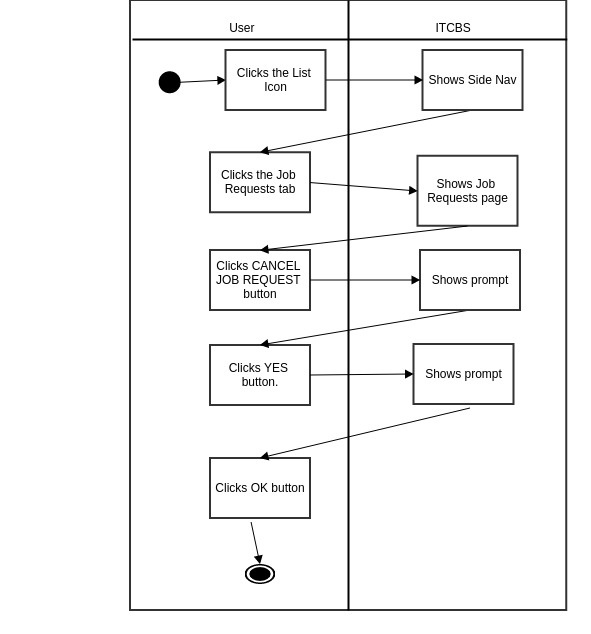 User
ITCBS
Clicks the List
Icon
Shows Side Nav
Clicks the Job
Requests tab
Shows Job
Requests page
Clicks CANCEL
JOB REQUEST
button
Shows prompt
Clicks YES
button.
Shows prompt
Clicks OK button